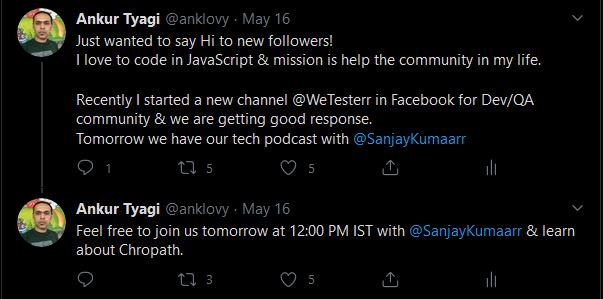 Ankur Tyagi @anklovy · May 16
Just wanted to say Hi to new followers!
I love to code in JavaScript & mission is help the community in my life.
Recently I started a new channel @WeTesterr in Facebook for Dev/QA
community & we are getting good response.
Tomorrow we have our tech podcast with @SanjayKumaarr
1 5 5
Ankur Tyagi @anklovy · May 16
Feel free to join us tomorrow at 12:00 PM IST with @SanjayKumaarr & learn
about Chropath.
3 5